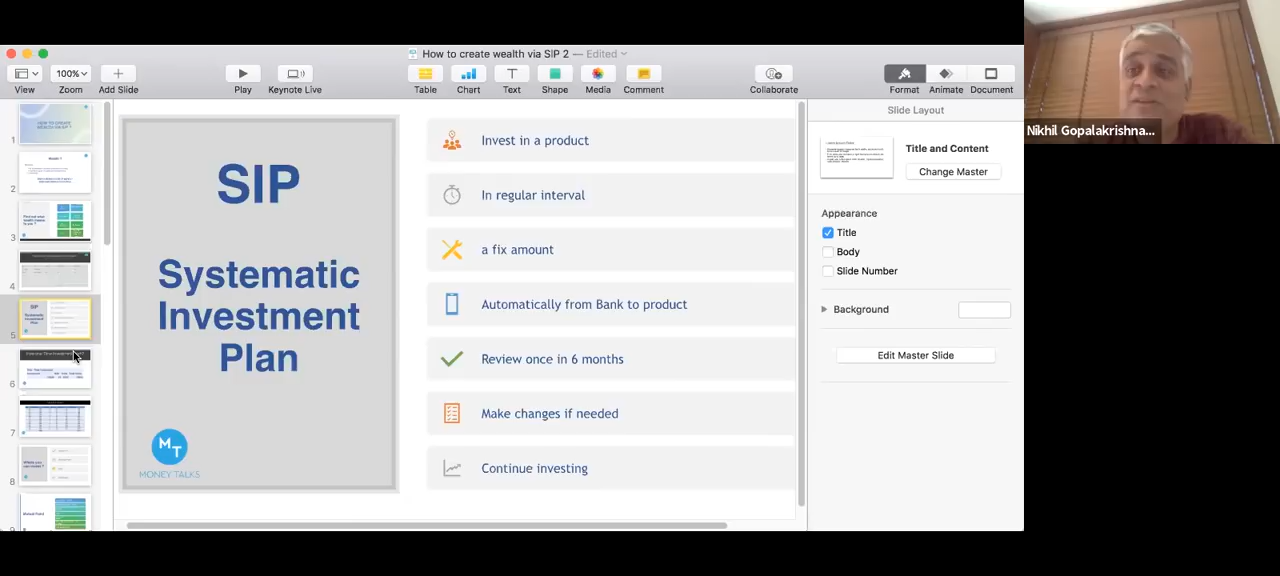 How to create wealth via SIP 2 — Edited
View
100%
Zoom
Add Slide
Play
Keynote Live
Table
Chart
Text
Shape
Media
Comment
Collaborate
Format
Animate
Document
1
2
3
4
5
6
7
8
SIP
Systematic
Investment
Plan
MT
MONEY TALKS
Invest in a product
In regular interval
a fix amount
Automatically from Bank to product
Review once in 6 months
Make changes if needed
Continue investing
Slide Layout
Title and Content
Change Master
Appearance
Title
Body
Slide Number
Background
Edit Master Slide
Nikhil Gopalakrishna...